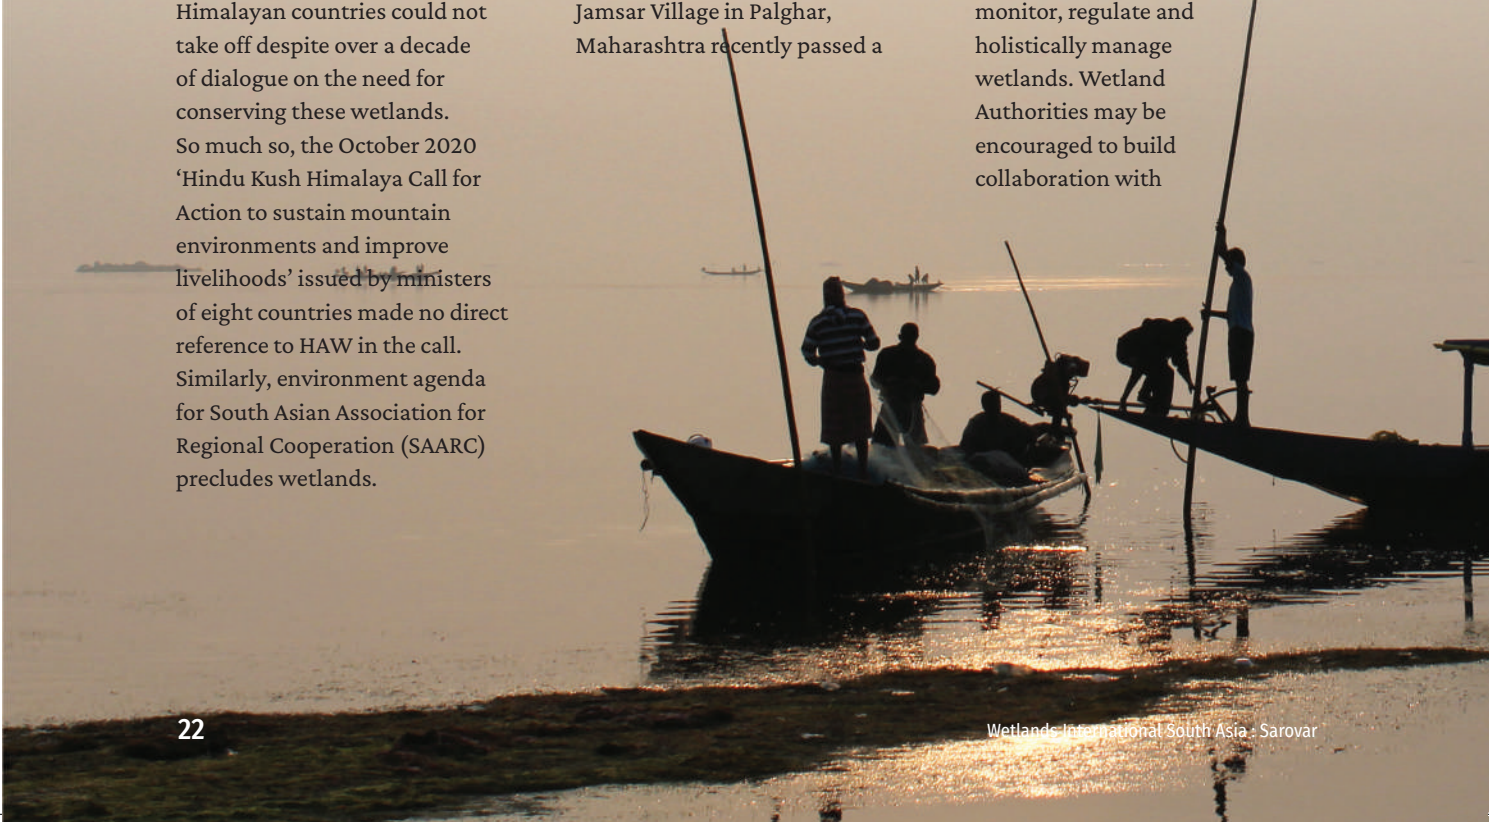 Himalayan countries could not
take off despite over a decade
of dialogue on the need for
conserving these wetlands.
So much so, the October 2020
‘Hindu Kush Himalaya Call for
Action to sustain mountain
environments and improve
livelihoods’ issued by ministers
of eight countries made no direct
reference to HAW in the call.
Similarly, environment agenda
for South Asian Association for
Regional Cooperation (SAARC)
precludes wetlands.
Jamsar Village in Palghar,
Maharashtra recently passed a
monitor, regulate and
holistically manage
wetlands. Wetland
Authorities may be
encouraged to build
collaboration with
22
Wetlands International South Asia : Sarovar